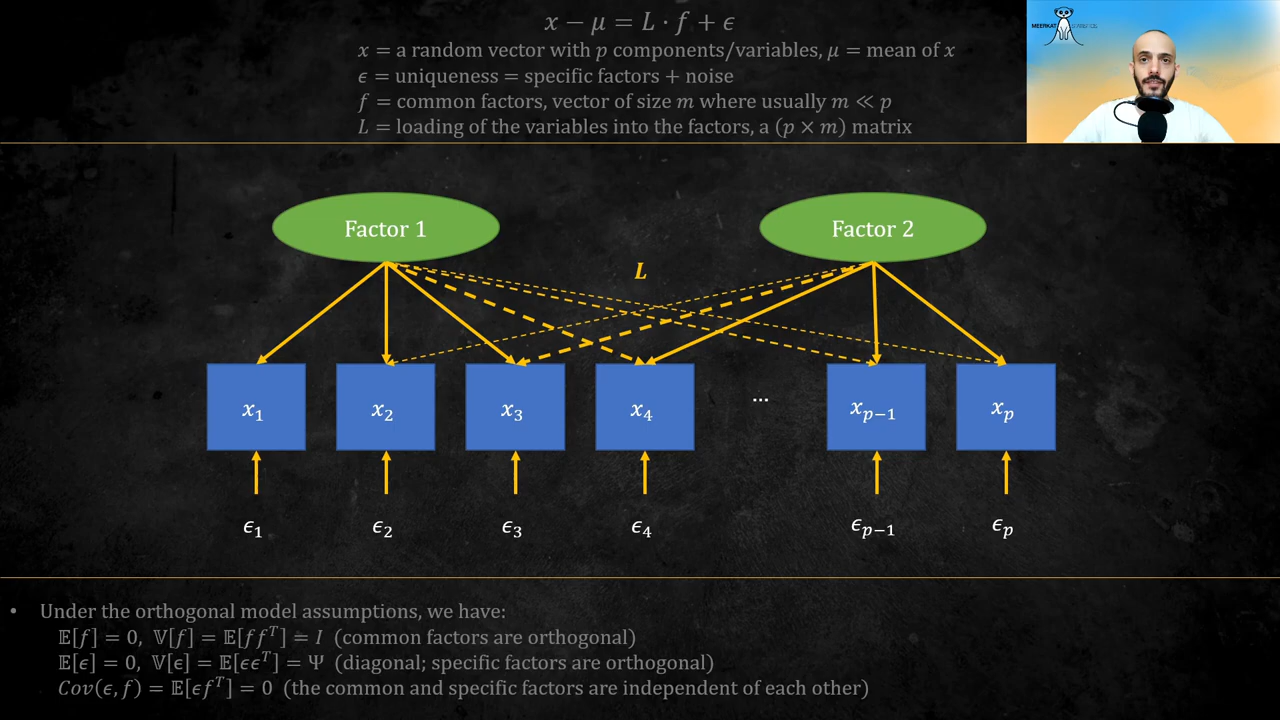 x − μ = L · f + ϵ
x = a random vector with p components/variables, μ = mean of x
ϵ = uniqueness = specific factors + noise
f = common factors, vector of size m where usually m ≪ p
L = loading of the variables into the factors, a (p × m) matrix
MEERKAT
Factor 1
Factor 2
L
x₁ x₂ x₃ x₄ ... xₚ₋₁ xₚ
ϵ₁ ϵ₂ ϵ₃ ϵ₄ ϵₚ₋₁ ϵₚ
• Under the orthogonal model assumptions, we have:
𝔼[f] = 0, 𝕍[f] = 𝔼[ffᵀ] = I (common factors are orthogonal)
𝔼[ϵ] = 0, 𝕍[ϵ] = 𝔼[ϵϵᵀ] = Ψ (diagonal; specific factors are orthogonal)
Cov(ϵ, f) = 𝔼[ϵfᵀ] = 0 (the common and specific factors are independent of each other)